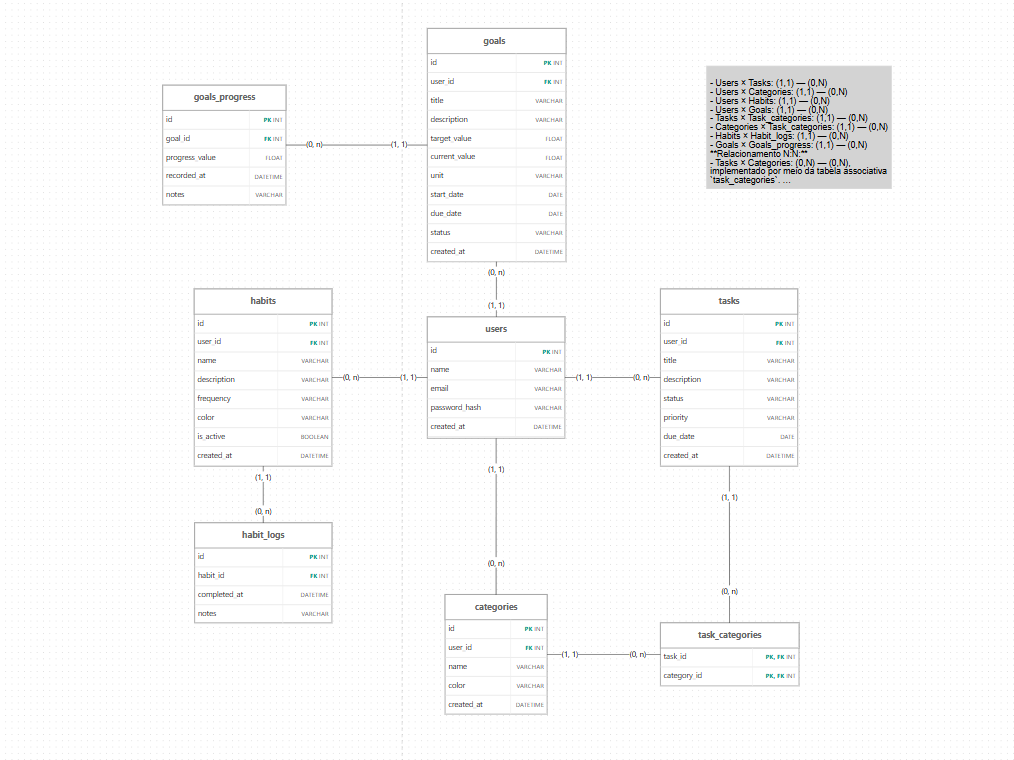 goals
id PK INT
user_id FK INT
title VARCHAR
description VARCHAR
target_value FLOAT
current_value FLOAT
unit VARCHAR
start_date DATE
due_date DATE
status VARCHAR
created_at DATETIME
goals_progress
id PK INT
goal_id FK INT
progress_value FLOAT
recorded_at DATETIME
notes VARCHAR
(0, n) (1, 1)
- Users × Tasks: (1,1) — (0,N)
- Users × Categories: (1,1) — (0,N)
- Users × Habits: (1,1) — (0,N)
- Users × Goals: (1,1) — (0,N)
- Tasks × Task_categories: (1,1) — (0,N)
- Categories × Task_categories: (1,1) — (0,N)
- Habits × Habit_logs: (1,1) — (0,N)
- Goals × Goals_progress: (1,1) — (0,N)
**Relacionamento N:N:**
- Tasks × Categories: (0,N) — (0,N),
implementado por meio da tabela associativa
`task_categories`. ...
(0, n)
(1, 1)
habits
id PK INT
user_id FK INT
name VARCHAR
description VARCHAR
frequency VARCHAR
color VARCHAR
is_active BOOLEAN
created_at DATETIME
(0, n) (1, 1)
users
id PK INT
name VARCHAR
email VARCHAR
password_hash VARCHAR
created_at DATETIME
(1, 1) (0, n)
tasks
id PK INT
user_id FK INT
title VARCHAR
description VARCHAR
status VARCHAR
priority VARCHAR
due_date DATE
created_at DATETIME
(1, 1)
(0, n)
habit_logs
id PK INT
habit_id FK INT
completed_at DATETIME
notes VARCHAR
(1, 1)
(0, n)
categories
id PK INT
user_id FK INT
name VARCHAR
color VARCHAR
created_at DATETIME
(1, 1) (0, n)
(1, 1)
(0, n)
task_categories
task_id PK, FK INT
category_id PK, FK INT